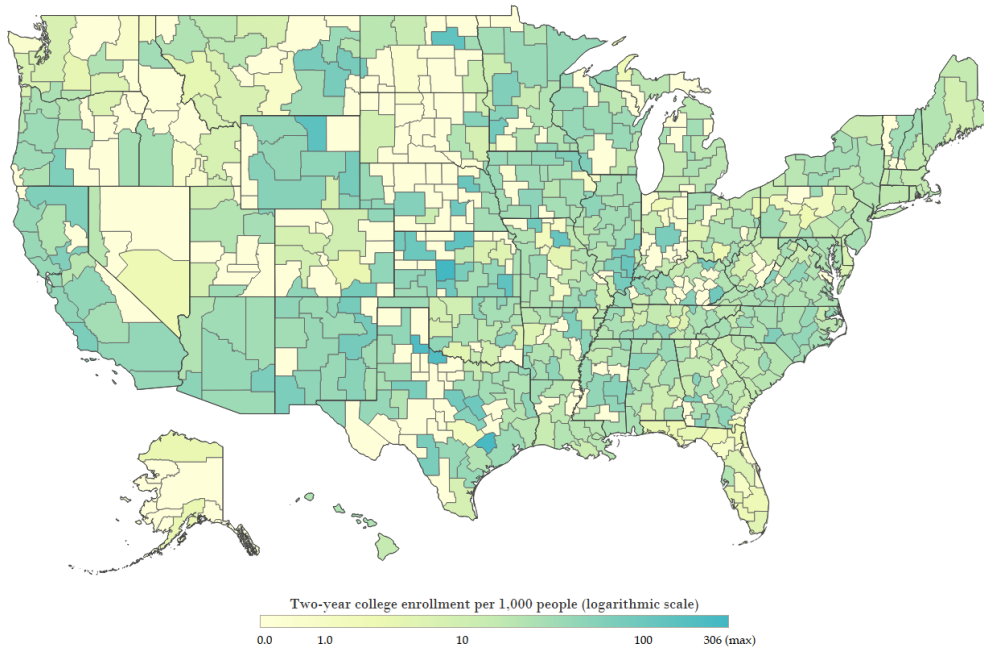 Two-year college enrollment per 1,000 people (logarithmic scale)
0.0 1.0 10 100 306 (max)